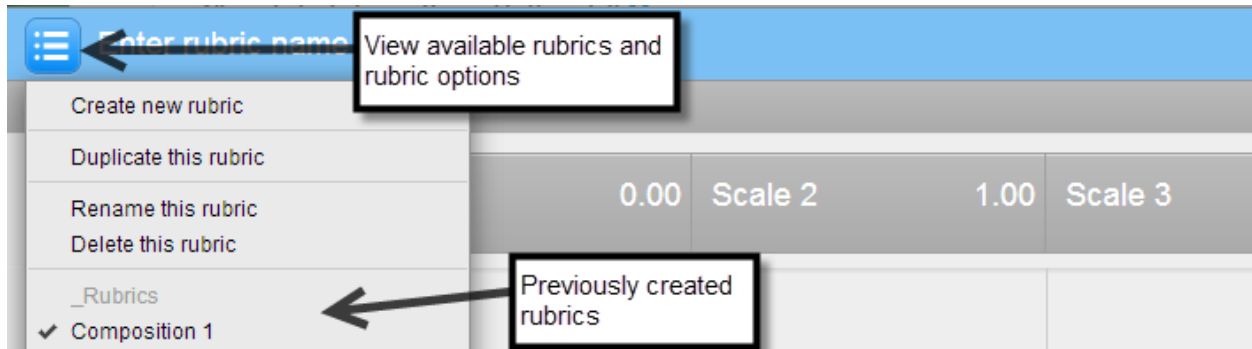 Enter rubric name
View available rubrics and
rubric options
Create new rubric
Duplicate this rubric
Rename this rubric
Delete this rubric
_Rubrics
Composition 1
0.00 Scale 2 1.00 Scale 3
Previously created
rubrics